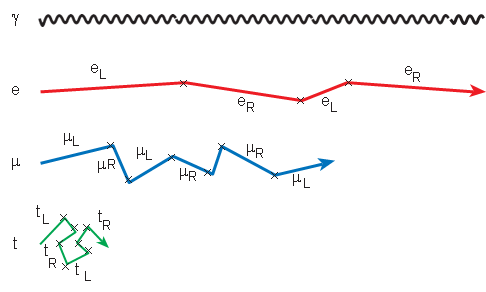 γ
e_L e_R
e e_R e_L
μ_L μ_L μ_R
μ μ_R μ_R μ_L
t_L t_R
t t_R t_L